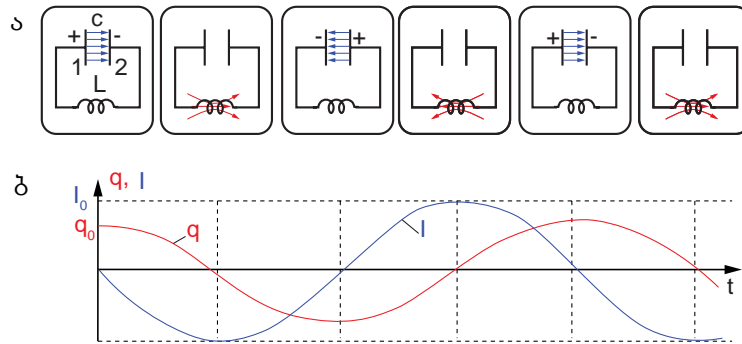 ა
c
+ -
1 2
L
- +
+ -
ბ
q, I
I₀
q₀
q
I
t